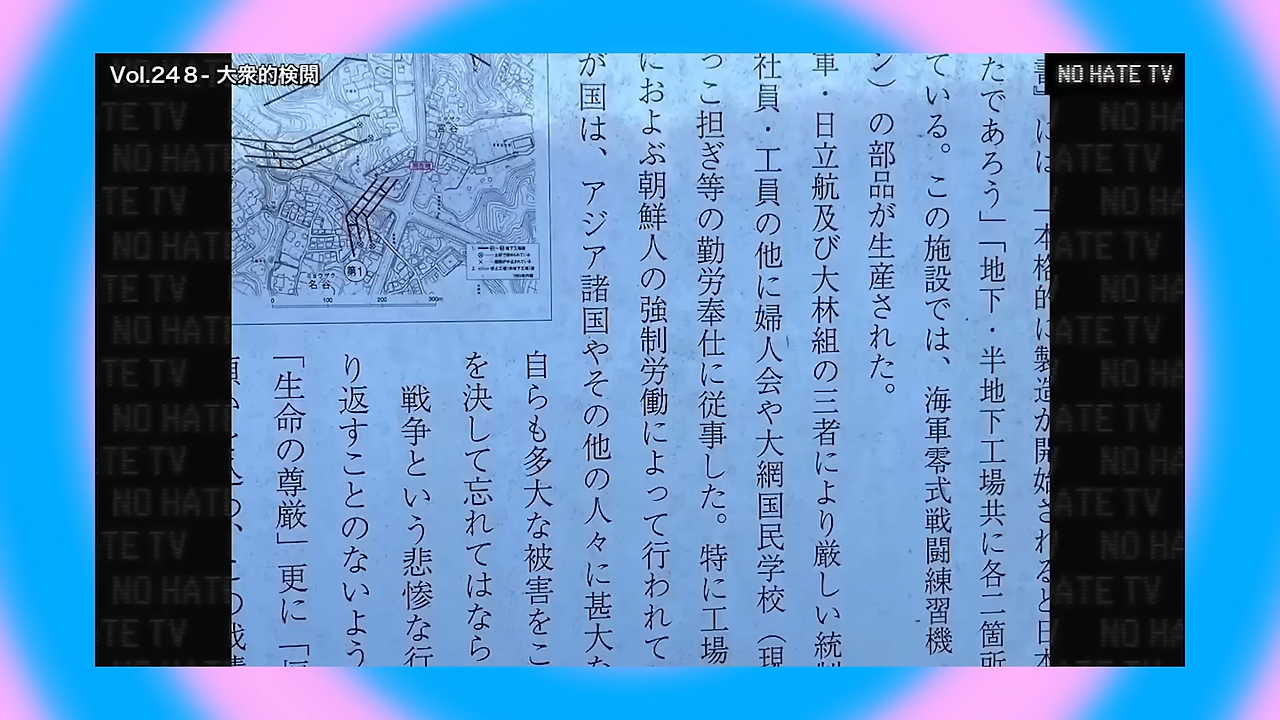 Vol.248- 大衆的検閲
NO HATE TV
「本格的に製造が開始されると日本
たであろう」「地下・半地下工場共に各二箇所
ている。この施設では、海軍零式戦闘練習機
ン）の部品が生産された。
軍・日立航及び大林組の三者により厳しい統制
社員・工員の他に婦人会や大網国民学校（現
っこ担ぎ等の勤労奉仕に従事した。特に工場
におよぶ朝鮮人の強制労働によって行われて
が国は、アジア諸国やその他の人々に甚大な
自らも多大な被害をこ
を決して忘れてはなら
戦争という悲惨な行
り返すことのないよう
「生命の尊厳」更に「
第1
名谷
0 100 200 300m